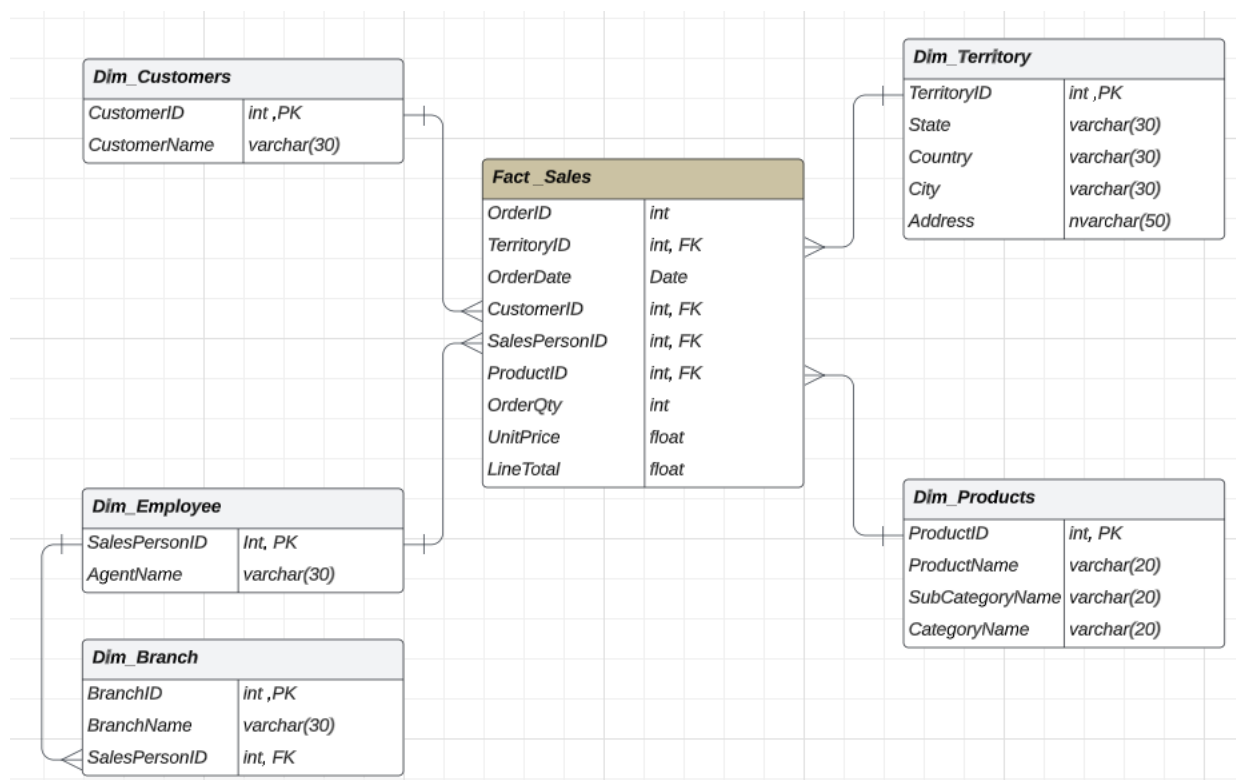 Dim_Customers
CustomerID int ,PK
CustomerName varchar(30)
Dim_Territory
TerritoryID int ,PK
State varchar(30)
Country varchar(30)
City varchar(30)
Address nvarchar(50)
Fact _Sales
OrderID int
TerritoryID int, FK
OrderDate Date
CustomerID int, FK
SalesPersonID int, FK
ProductID int, FK
OrderQty int
UnitPrice float
LineTotal float
Dim_Employee
SalesPersonID Int, PK
AgentName varchar(30)
Dim_Branch
BranchID int ,PK
BranchName varchar(30)
SalesPersonID int, FK
Dim_Products
ProductID int, PK
ProductName varchar(20)
SubCategoryName varchar(20)
CategoryName varchar(20)